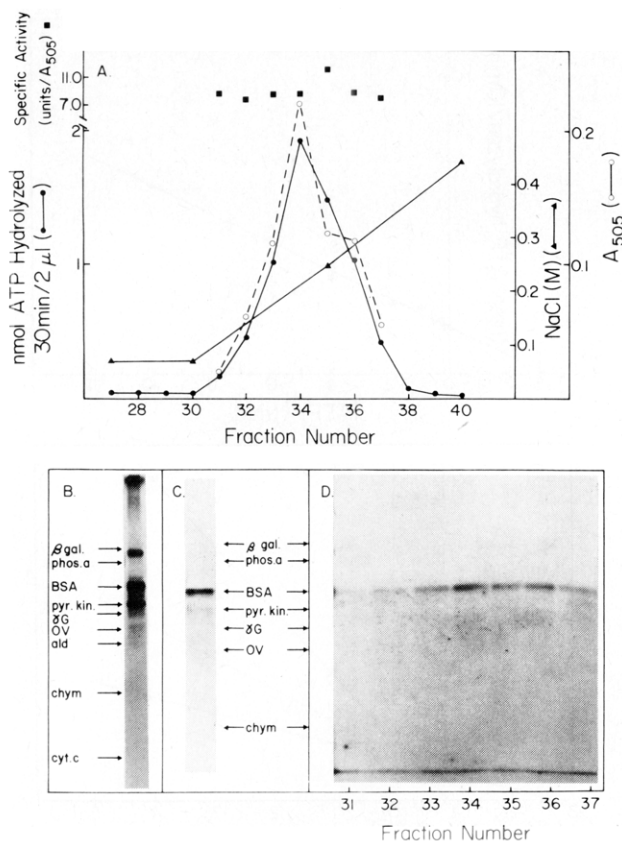 Specific Activity
(units/A505) ■
11.0
7.0
A.
nmol ATP Hydrolyzed
30min/2 μl (●—●)
2
1
0.4
0.3
0.2
0.1
NaCl (M) (▲—▲)
0.2
0.1
A505 (○—○)
28 30 32 34 36 38 40
Fraction Number
B.
β gal.
phos.a
BSA
pyr. kin.
γG
OV
ald
chym
cyt.c
C.
β gal.
phos.a
BSA
pyr.kin.
γG
OV
chym
D.
31 32 33 34 35 36 37
Fraction Number